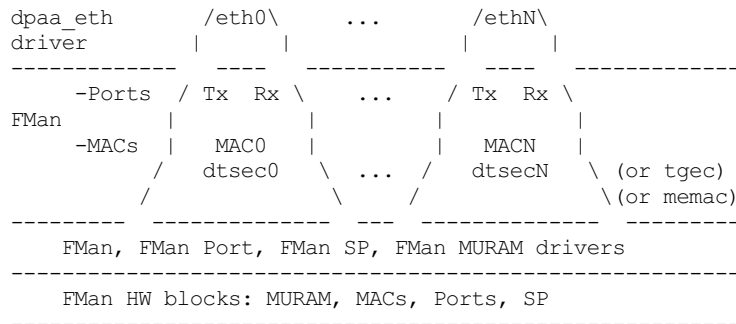 dpaa_eth       /eth0\     ...       /ethN\
driver        |      |             |      |
-------------   ----   -----------   ----   -------------
     -Ports  / Tx  Rx \    ...    / Tx  Rx \
FMan        |          |         |          |
     -MACs  |   MAC0   |         |   MACN   |
           /   dtsec0   \  ...  /   dtsecN   \ (or tgec)
          /              \     /              \(or memac)
---------  --------------  ---  --------------  ---------
    FMan, FMan Port, FMan SP, FMan MURAM drivers
---------------------------------------------------------
    FMan HW blocks: MURAM, MACs, Ports, SP
---------------------------------------------------------